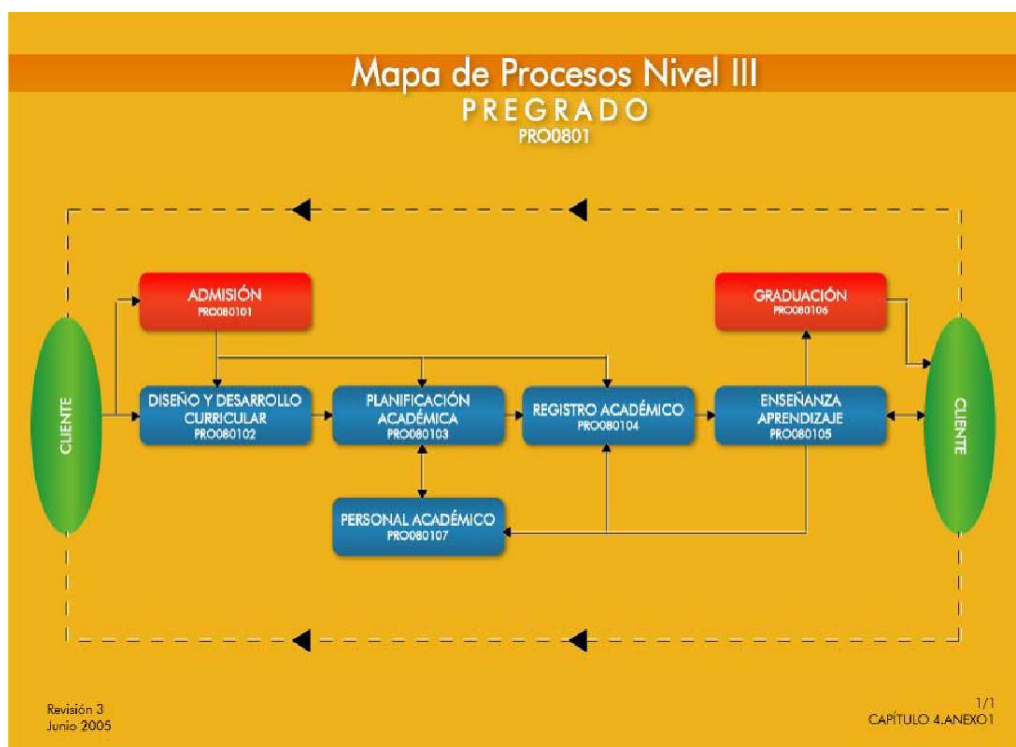 Mapa de Procesos Nivel III
PREGRADO
PRO0801
ADMISIÓN
PRO080101
GRADUACIÓN
PRO080106
CLIENTE
DISEÑO Y DESARROLLO
CURRICULAR
PRO080102
PLANIFICACIÓN
ACADÉMICA
PRO080103
REGISTRO ACADÉMICO
PRO080104
ENSEÑANZA
APRENDIZAJE
PRO080105
CLIENTE
PERSONAL ACADÉMICO
PRO080107
Revisión 3
Junio 2005
1/1
CAPÍTULO 4.ANEXO1